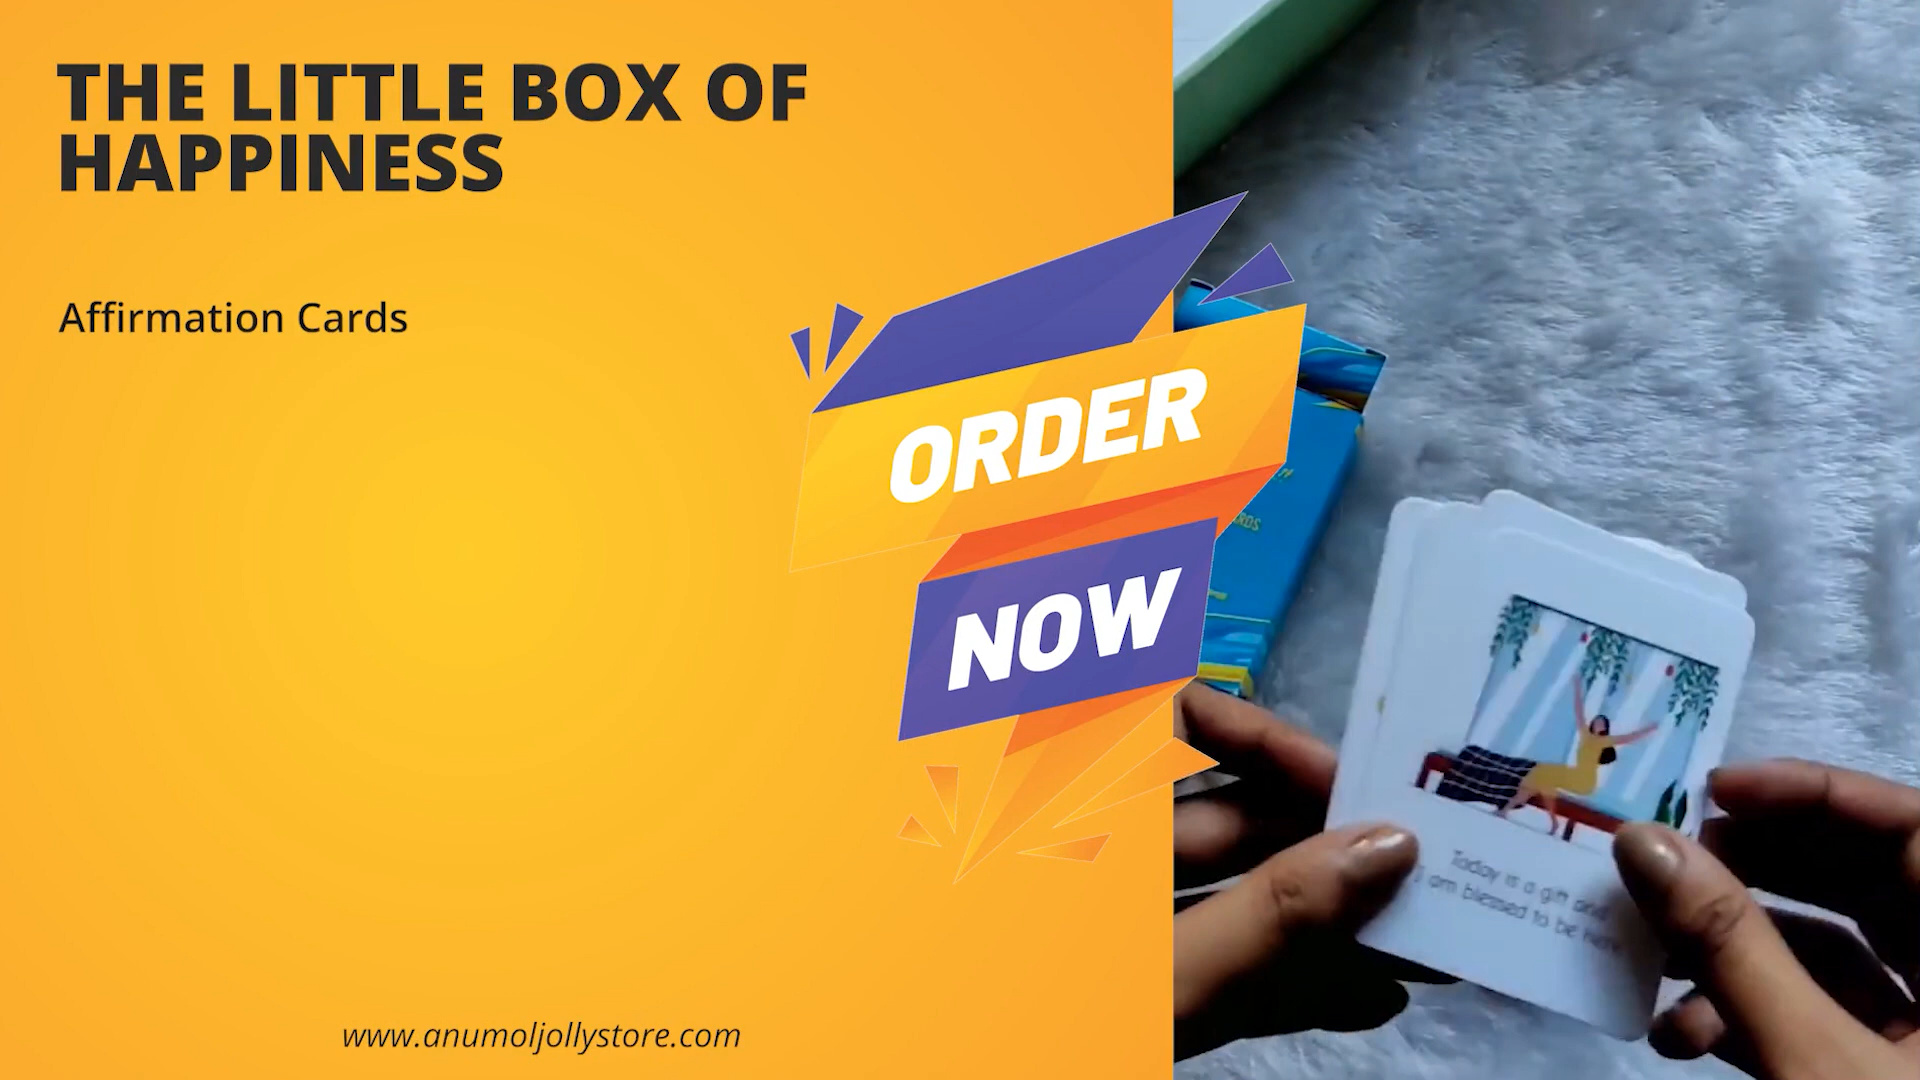 THE LITTLE BOX OF
HAPPINESS
Affirmation Cards
ORDER
NOW
Today is a gift and
I am blessed to be here
www.anumoljollystore.com